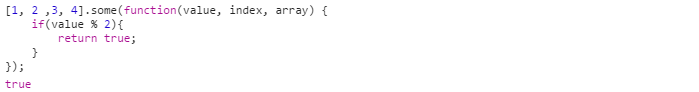 [1, 2 ,3, 4].some(function(value, index, array) {
    if(value % 2){
        return true;
    }
});
true